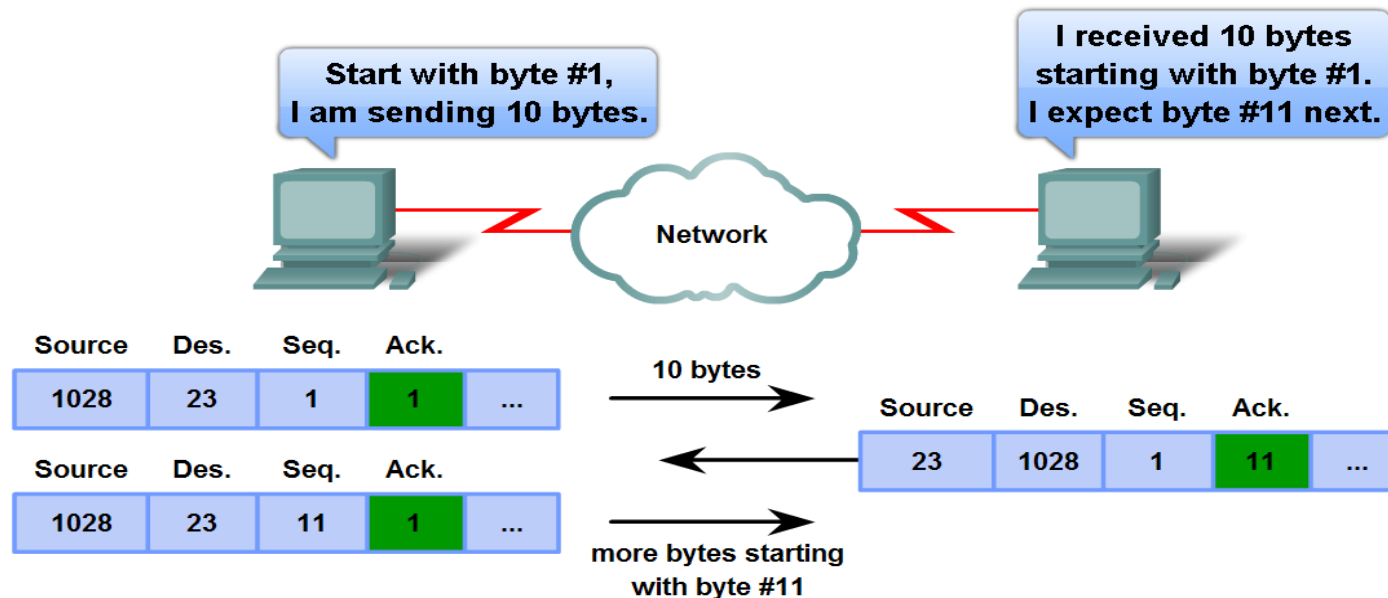 Start with byte #1,
I am sending 10 bytes.
I received 10 bytes
starting with byte #1.
I expect byte #11 next.
Network
Source Des. Seq. Ack.
1028 23 1 1 ...
10 bytes
Source Des. Seq. Ack.
23 1028 1 11 ...
Source Des. Seq. Ack.
1028 23 11 1 ...
more bytes starting
with byte #11